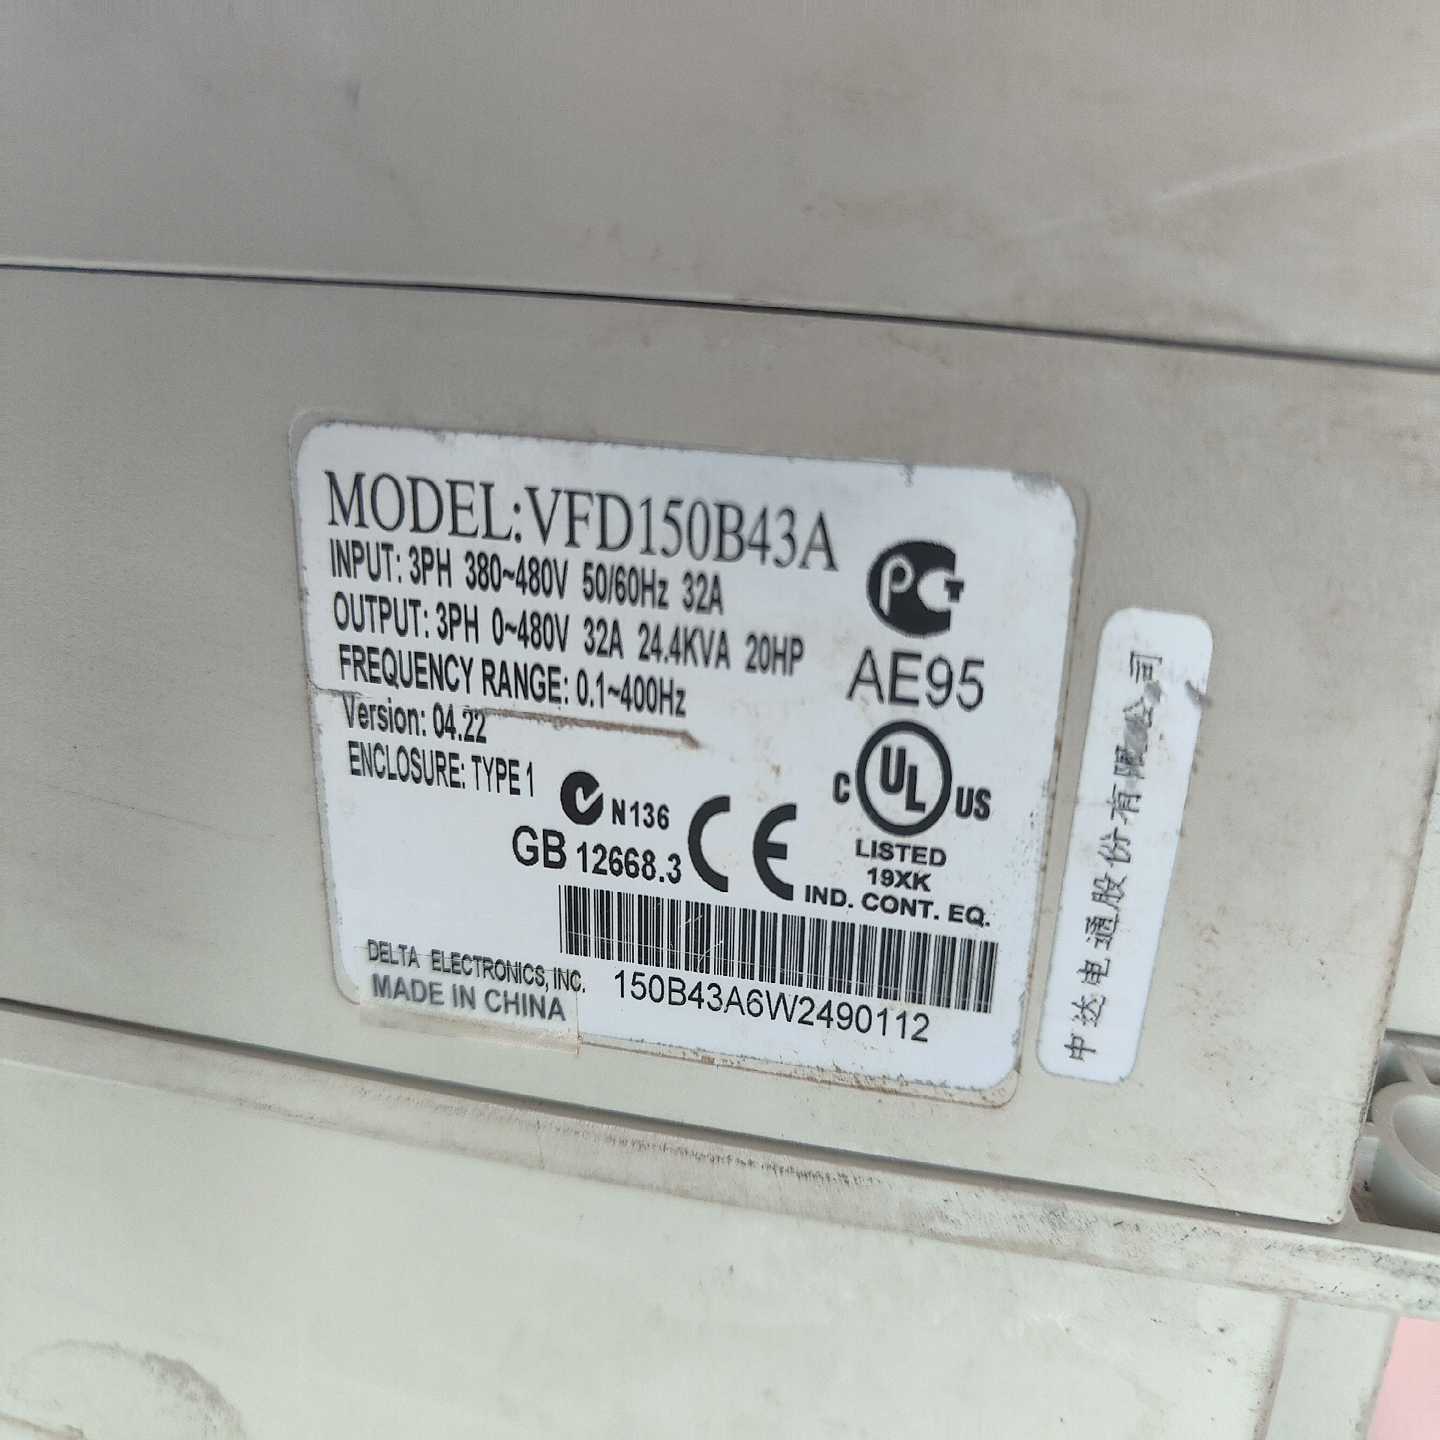 MODEL:VFD150B43A
INPUT: 3PH 380~480V 50/60Hz 32A
OUTPUT: 3PH 0~480V 32A 24.4KVA 20HP
FREQUENCY RANGE: 0.1~400Hz
Version: 04.22
ENCLOSURE: TYPE 1
PCT
AE95
N136
GB 12668.3
CE
C UL US
LISTED
19XK
IND. CONT. EQ.
150B43A6W2490112
DELTA ELECTRONICS, INC.
MADE IN CHINA
中达电通股份有限公司